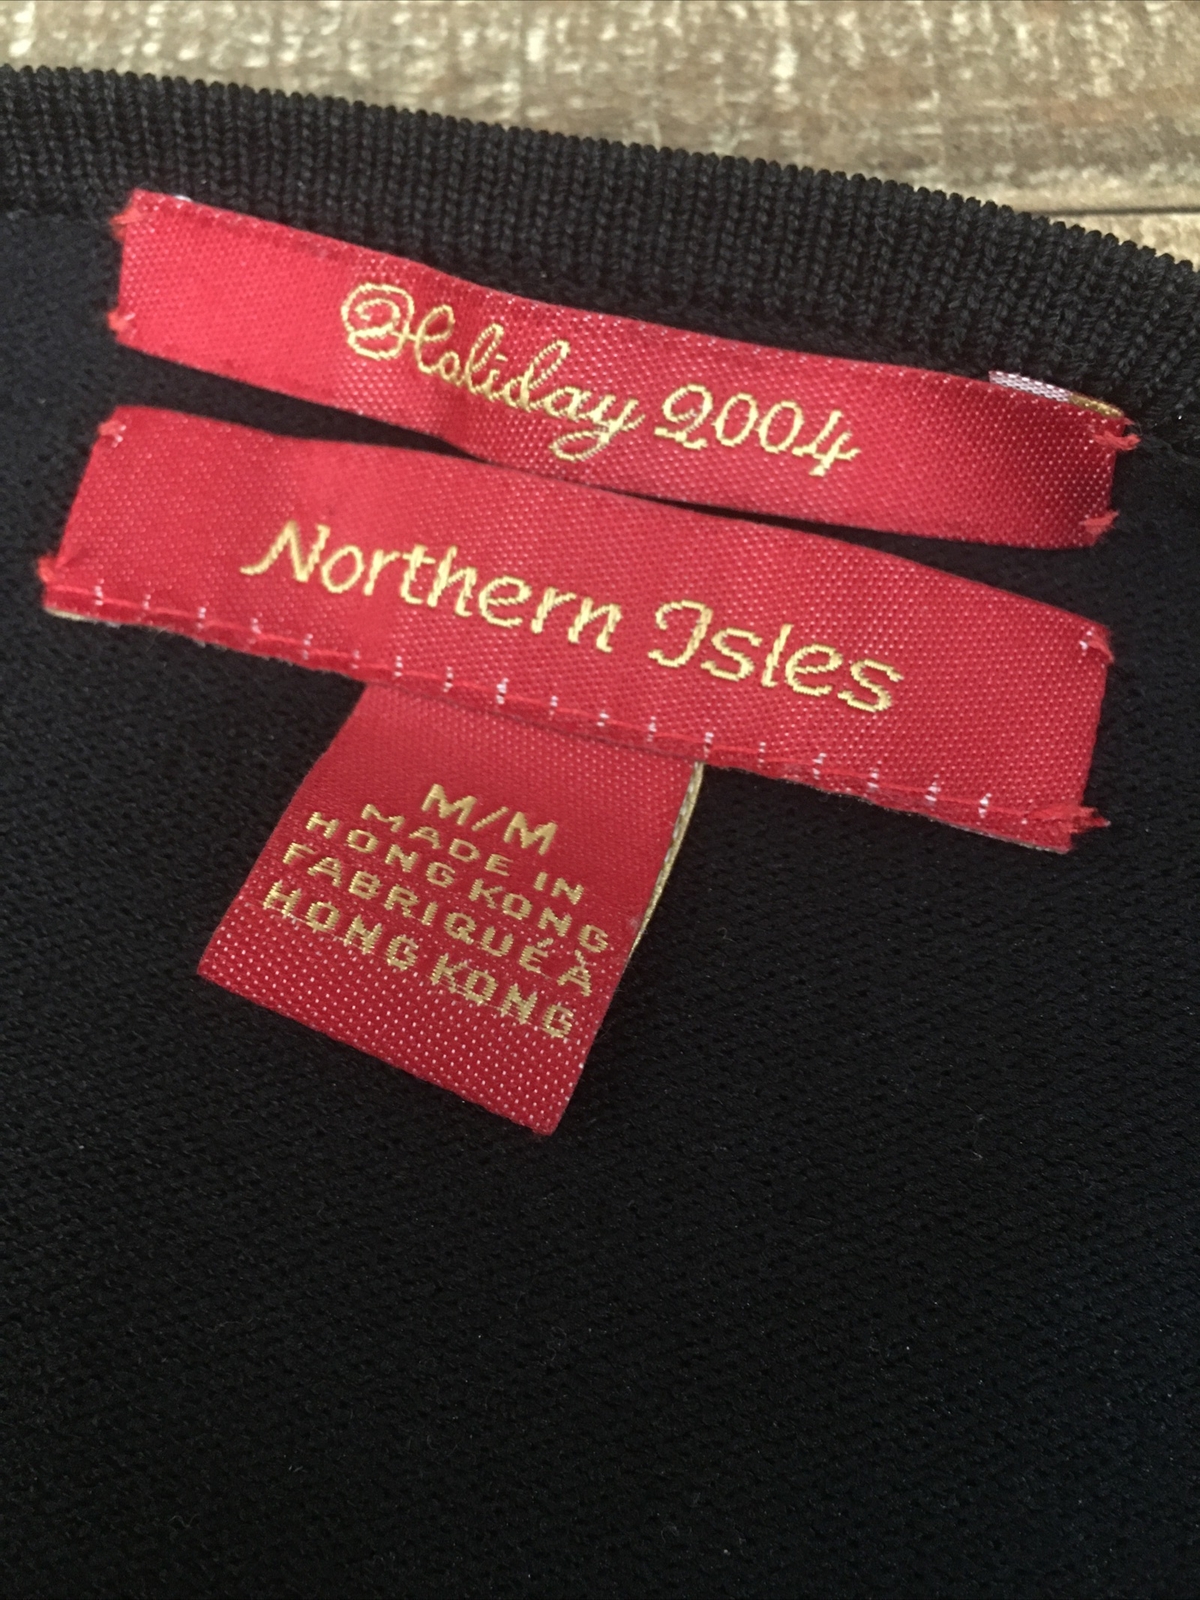 Holiday 2004
Northern Isles
M/M
MADE IN
HONG KONG
FABRIQUÉ À
HONG KONG